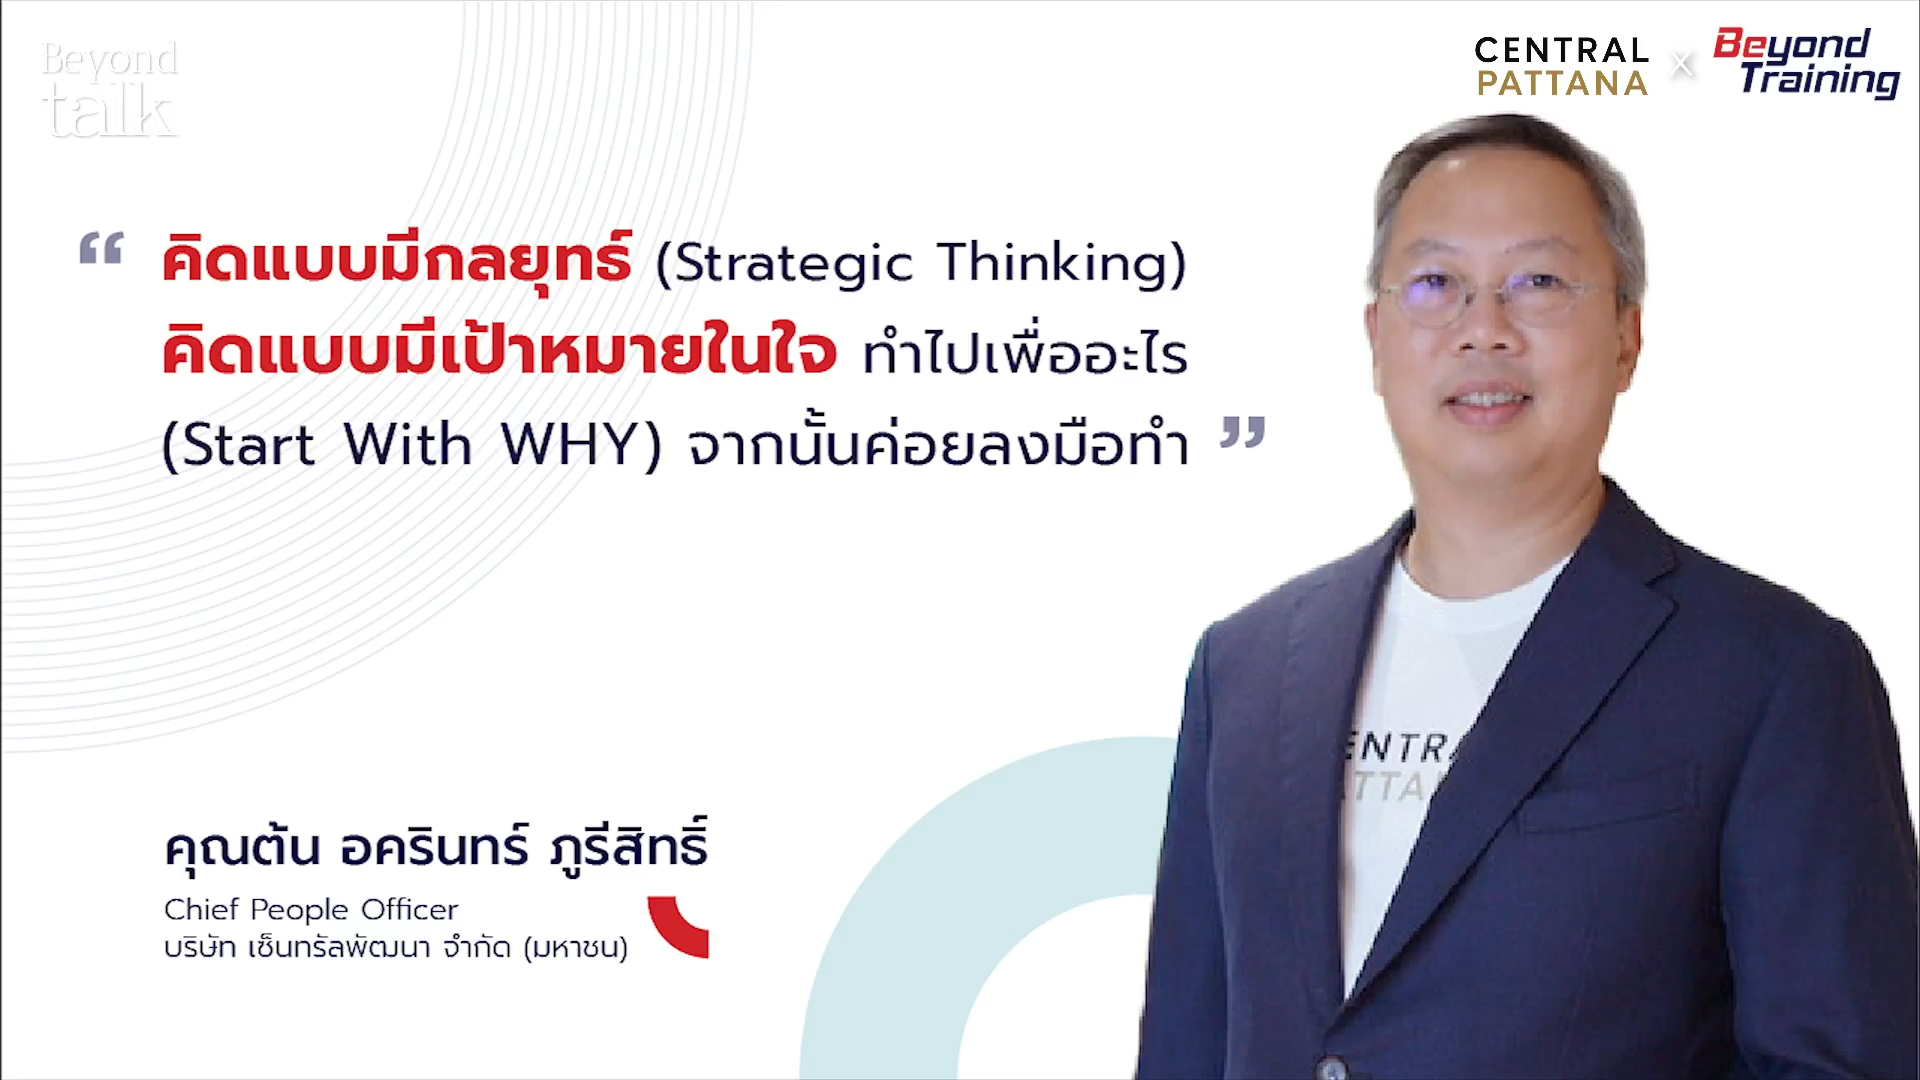 Beyond
talk
CENTRAL
PATTANA
x
Beyond
Training
“ คิดแบบมีกลยุทธ์ (Strategic Thinking)
คิดแบบมีเป้าหมายในใจ ทำไปเพื่ออะไร
(Start With WHY) จากนั้นค่อยลงมือทำ ”
ENTRA
ATTA
คุณต้น อครินทร์ ภูรีสิทธิ์
Chief People Officer
บริษัท เซ็นทรัลพัฒนา จำกัด (มหาชน)